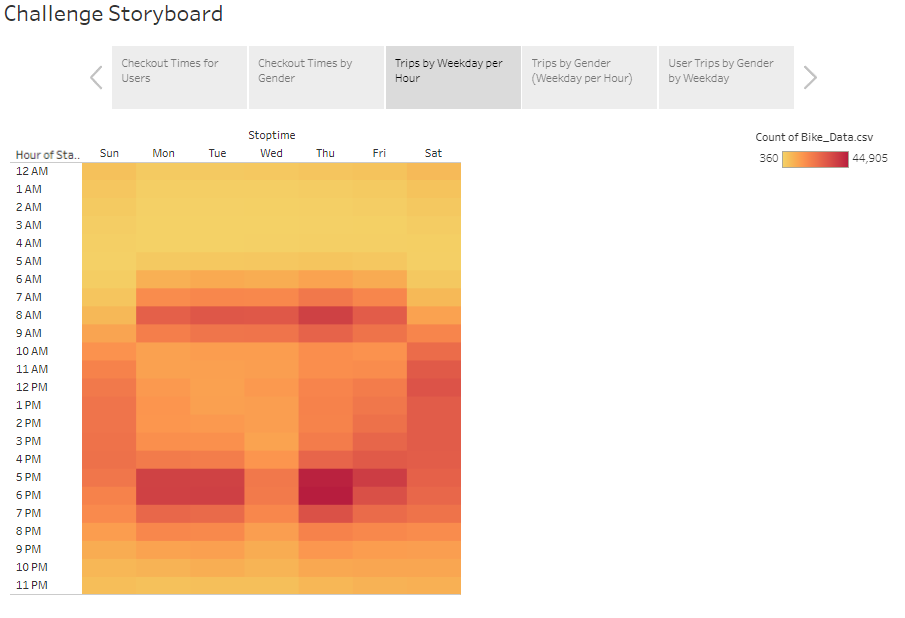 Challenge Storyboard
Checkout Times for
Users
Checkout Times by
Gender
Trips by Weekday per
Hour
Trips by Gender
(Weekday per Hour)
User Trips by Gender
by Weekday
Stoptime
Hour of Sta.. Sun Mon Tue Wed Thu Fri Sat
12 AM
1 AM
2 AM
3 AM
4 AM
5 AM
6 AM
7 AM
8 AM
9 AM
10 AM
11 AM
12 PM
1 PM
2 PM
3 PM
4 PM
5 PM
6 PM
7 PM
8 PM
9 PM
10 PM
11 PM
Count of Bike_Data.csv
360 44,905